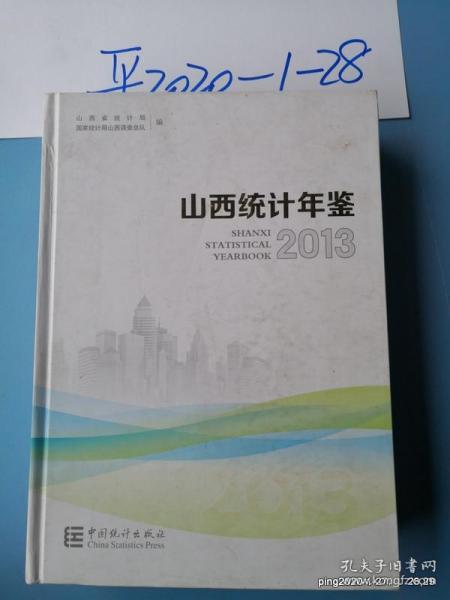 平2020-1-28
山西省统计局
国家统计局山西调查总队 编
山西统计年鉴
SHANXI
STATISTICAL
YEARBOOK
2013
2013
中国统计出版社
China Statistics Press
孔夫子旧书网